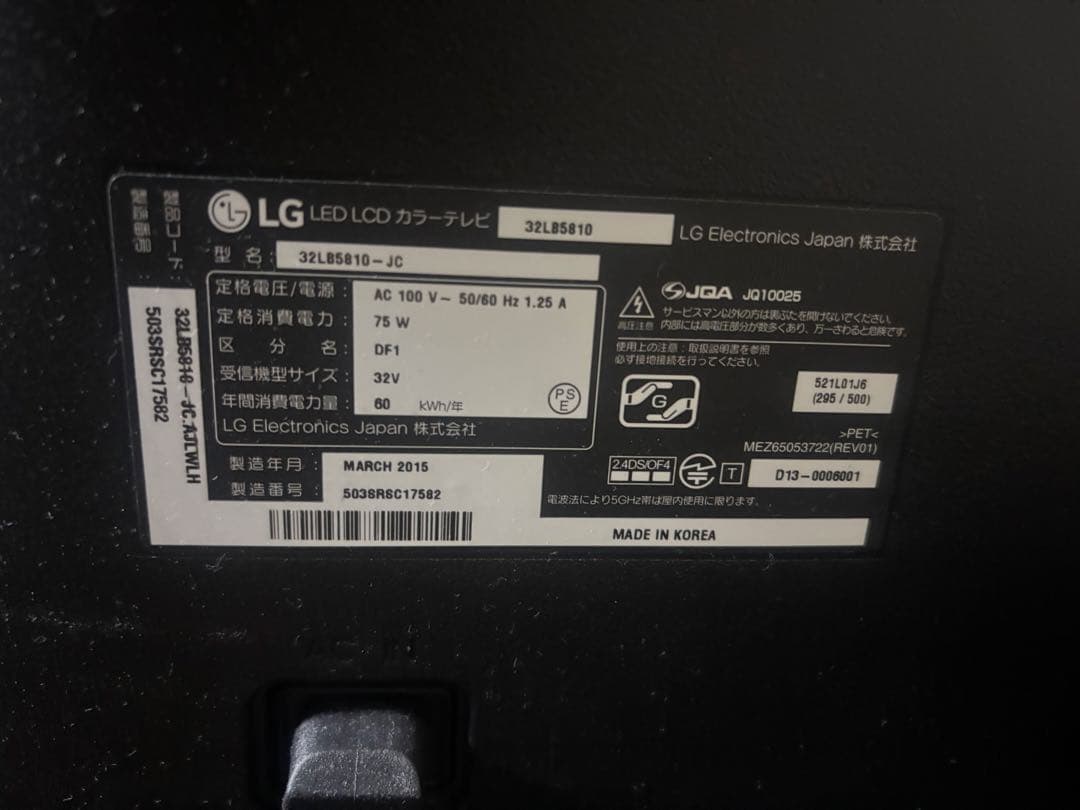 LG LED LCD カラーテレビ 32LB5810 LG Electronics Japan 株式会社
型 名: 32LB5810-JC
定格電圧/電源: AC 100 V~ 50/60 Hz 1.25 A
定格消費電力: 75 W
区 分 名: DF1
受信機型サイズ: 32V
年間消費電力量: 60 kWh/年
PSE
LG Electronics Japan 株式会社
製造年月: MARCH 2015
製造番号: 503SRSC17582
32LB5810-JC.AJLWLH
503SRSC17582
JQA JQ10025
高圧注意
サービスマン以外の方は裏ぶたを開けないでください。
内部には高電圧部分が数多くあり、万一さわると危険です。
使用上の注意:取扱説明書を参照
必ず接地接続を行ってください。
G
521L01J6
(295 / 500)
>PET<
MEZ65053722(REV01)
2.4DS/OF4
T
D13-0006001
電波法により5GHz帯は屋内使用に限ります。
MADE IN KOREA